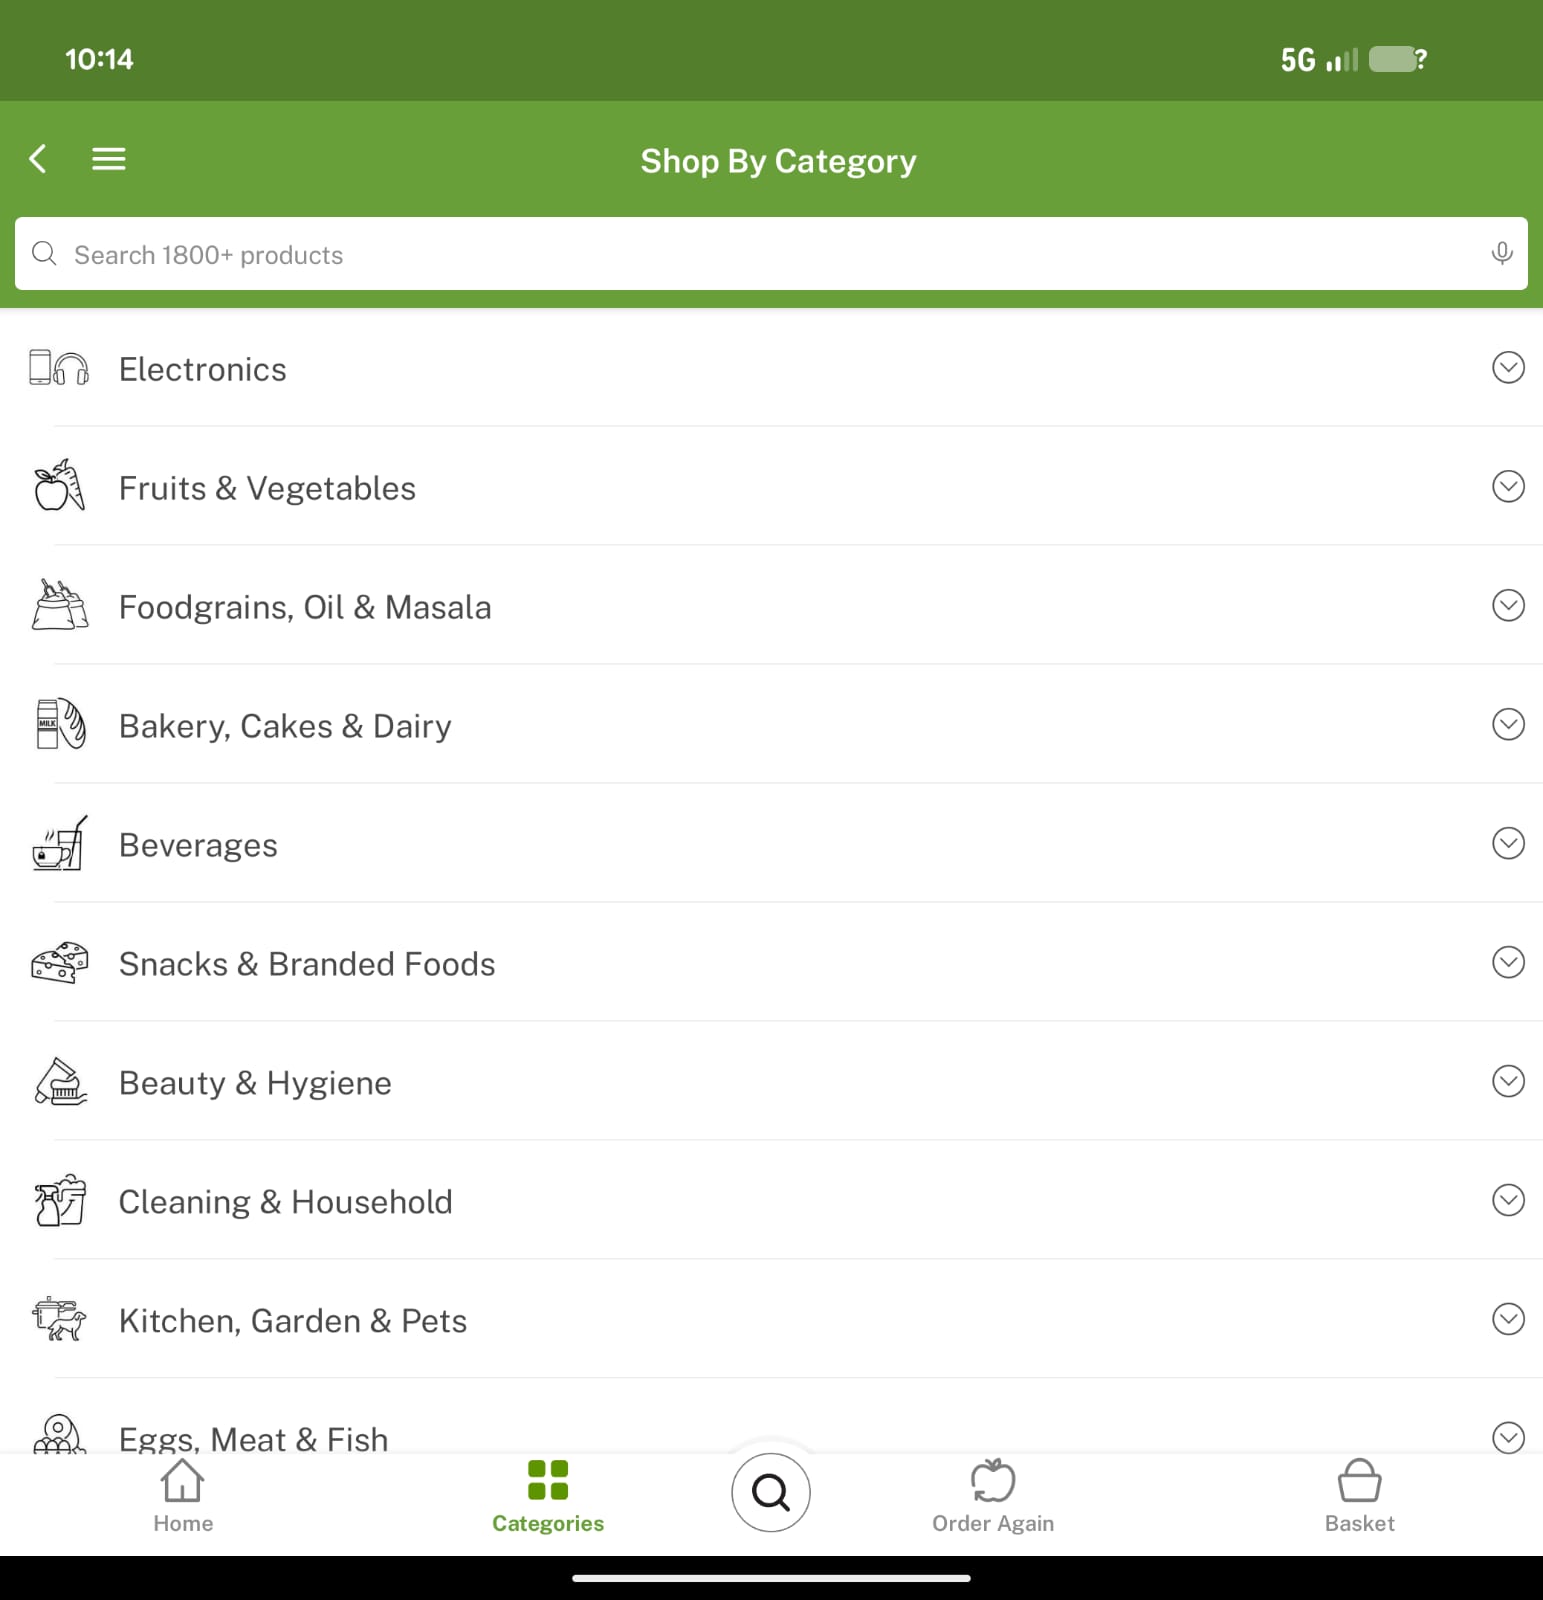 10:14
5G ?
Shop By Category
Search 1800+ products
Electronics
Fruits & Vegetables
Foodgrains, Oil & Masala
MILK
Bakery, Cakes & Dairy
Beverages
Snacks & Branded Foods
Beauty & Hygiene
Cleaning & Household
Kitchen, Garden & Pets
Eggs, Meat & Fish
Home
Categories
Order Again
Basket